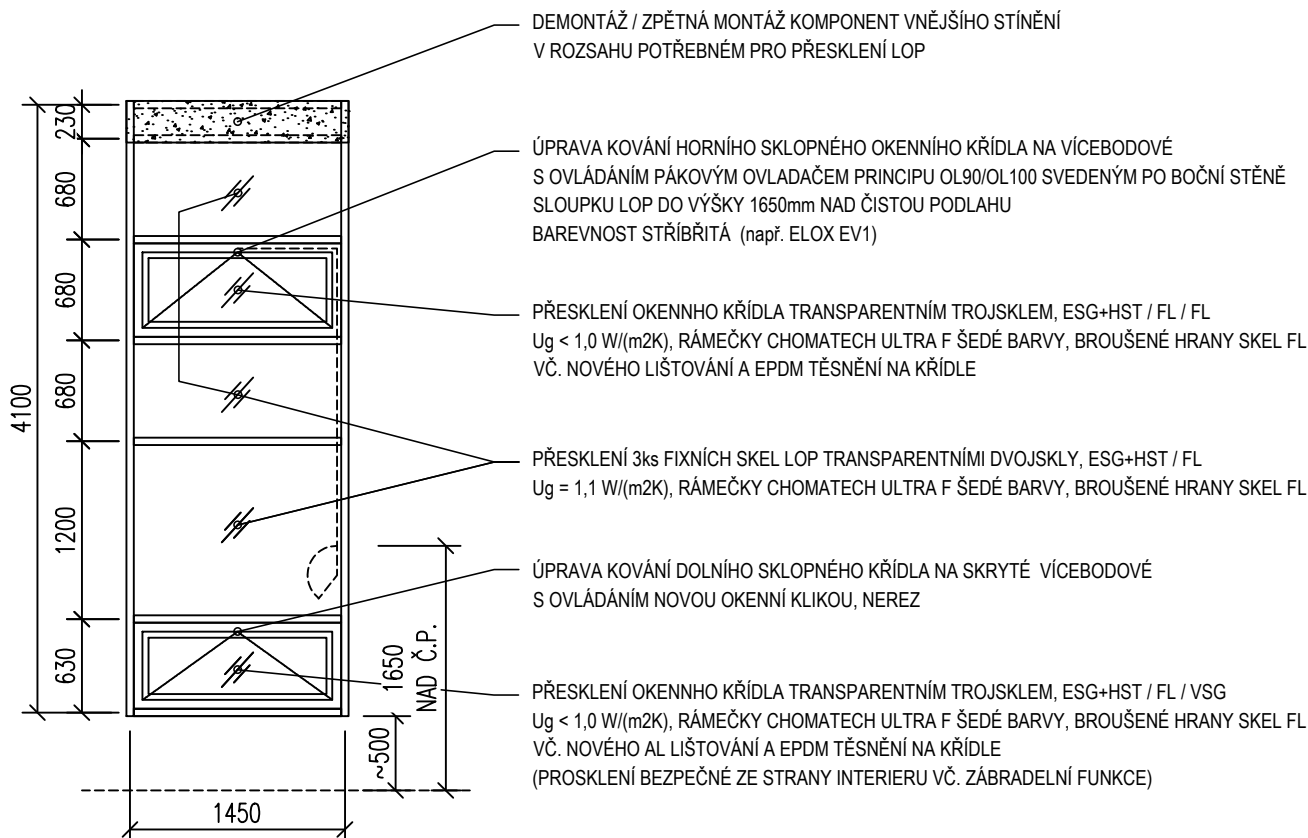 DEMONTÁŽ / ZPĚTNÁ MONTÁŽ KOMPONENT VNĚJŠÍHO STÍNĚNÍ
V ROZSAHU POTŘEBNÉM PRO PŘESKLENÍ LOP
ÚPRAVA KOVÁNÍ HORNÍHO SKLOPNÉHO OKENNÍHO KŘÍDLA NA VÍCEBODOVÉ
S OVLÁDÁNÍM PÁKOVÝM OVLADAČEM PRINCIPU OL90/OL100 SVEDENÝM PO BOČNÍ STĚNĚ
SLOUPKU LOP DO VÝŠKY 1650mm NAD ČISTOU PODLAHU
BAREVNOST STŘÍBŘITÁ (např. ELOX EV1)
PŘESKLENÍ OKENNHO KŘÍDLA TRANSPARENTNÍM TROJSKLEM, ESG+HST / FL / FL
Ug < 1,0 W/(m2K), RÁMEČKY CHOMATECH ULTRA F ŠEDÉ BARVY, BROUŠENÉ HRANY SKEL FL
VČ. NOVÉHO LIŠTOVÁNÍ A EPDM TĚSNĚNÍ NA KŘÍDLE
PŘESKLENÍ 3ks FIXNÍCH SKEL LOP TRANSPARENTNÍMI DVOJSKLY, ESG+HST / FL
Ug = 1,1 W/(m2K), RÁMEČKY CHOMATECH ULTRA F ŠEDÉ BARVY, BROUŠENÉ HRANY SKEL FL
ÚPRAVA KOVÁNÍ DOLNÍHO SKLOPNÉHO KŘÍDLA NA SKRYTÉ VÍCEBODOVÉ
S OVLÁDÁNÍM NOVOU OKENNÍ KLIKOU, NEREZ
PŘESKLENÍ OKENNHO KŘÍDLA TRANSPARENTNÍM TROJSKLEM, ESG+HST / FL / VSG
Ug < 1,0 W/(m2K), RÁMEČKY CHOMATECH ULTRA F ŠEDÉ BARVY, BROUŠENÉ HRANY SKEL FL
VČ. NOVÉHO AL LIŠTOVÁNÍ A EPDM TĚSNĚNÍ NA KŘÍDLE
(PROSKLENÍ BEZPEČNÉ ZE STRANY INTERIERU VČ. ZÁBRADELNÍ FUNKCE)
4100
230
680
680
680
1200
630
1650
NAD Č.P.
~500
1450